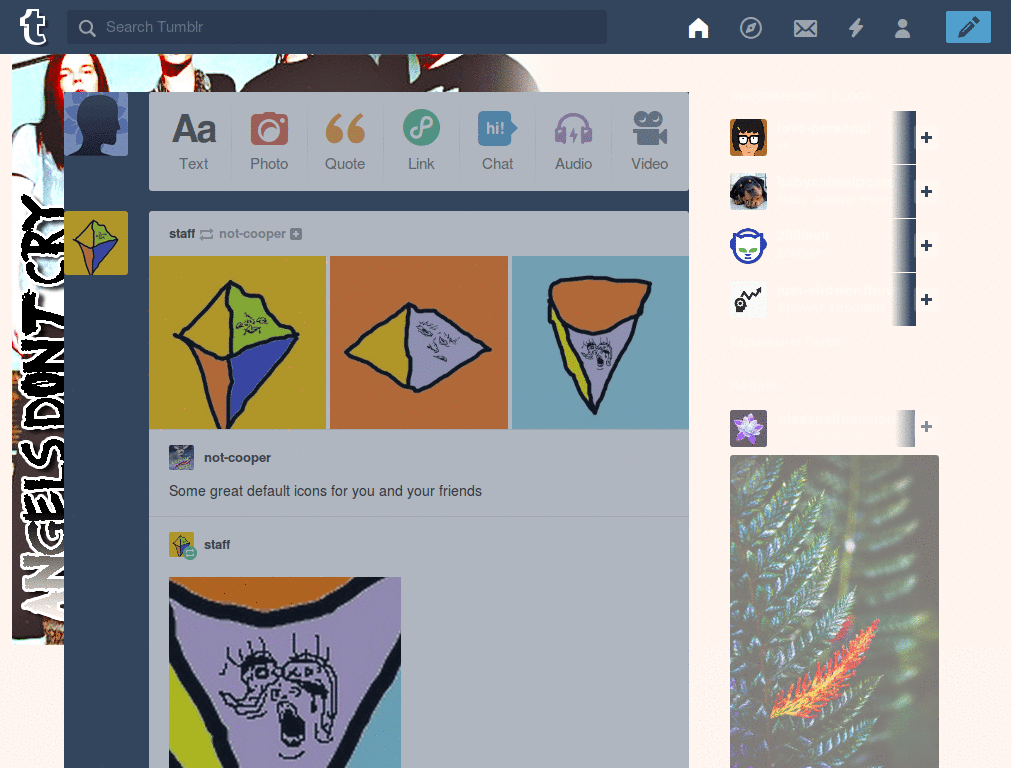 t
Search Tumblr
Aa
hi!
Text
Photo
Quote
Link
Chat
Audio
Video
staff not-cooper
not-cooper
Some great default icons for you and your friends
staff
ANGELS DON'T CRY